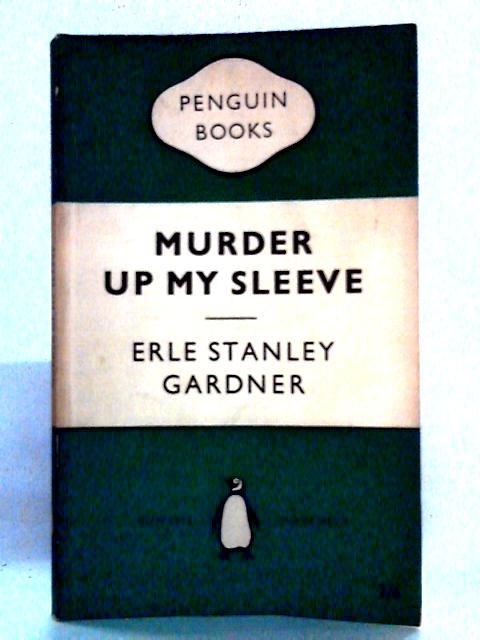 PENGUIN
BOOKS
MURDER
UP MY SLEEVE
ERLE STANLEY
GARDNER